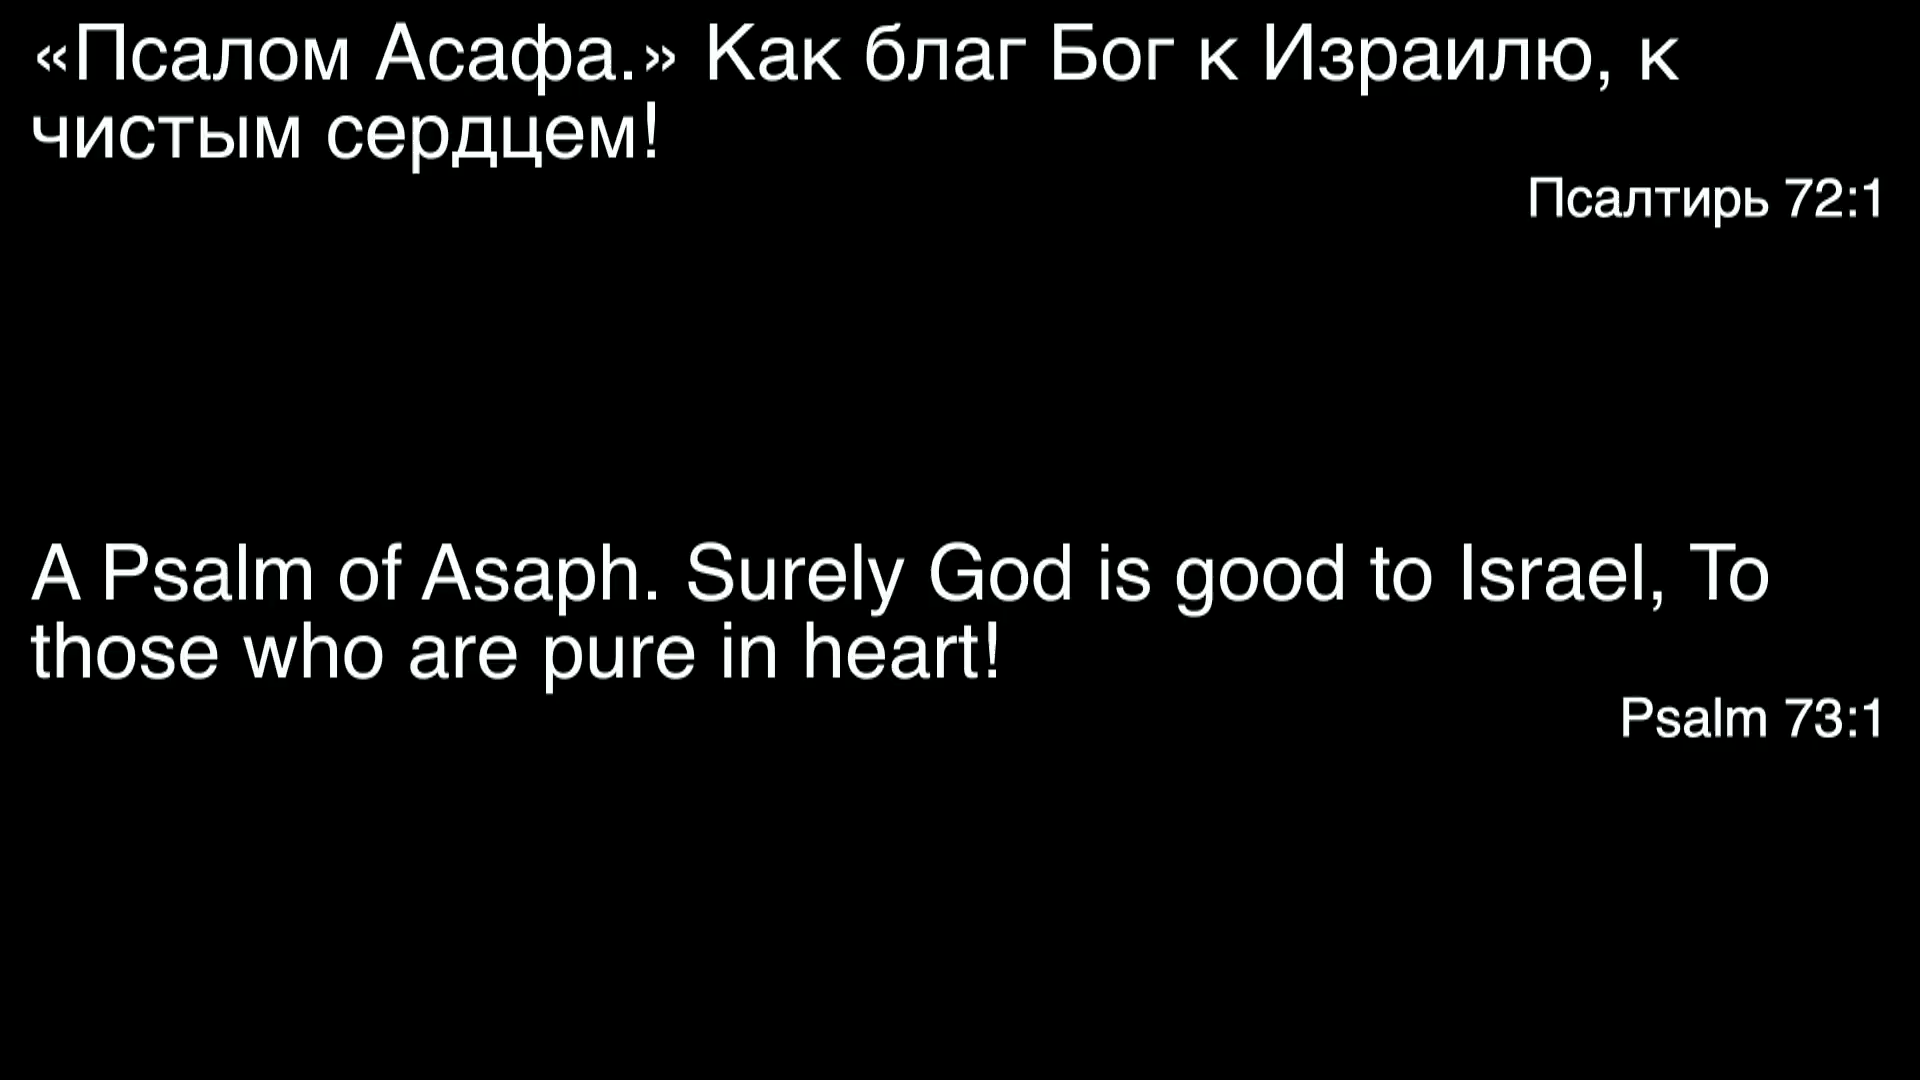 «Псалом Асафа.» Как благ Бог к Израилю, к
чистым сердцем!
Псалтирь 72:1
A Psalm of Asaph. Surely God is good to Israel, To
those who are pure in heart!
Psalm 73:1